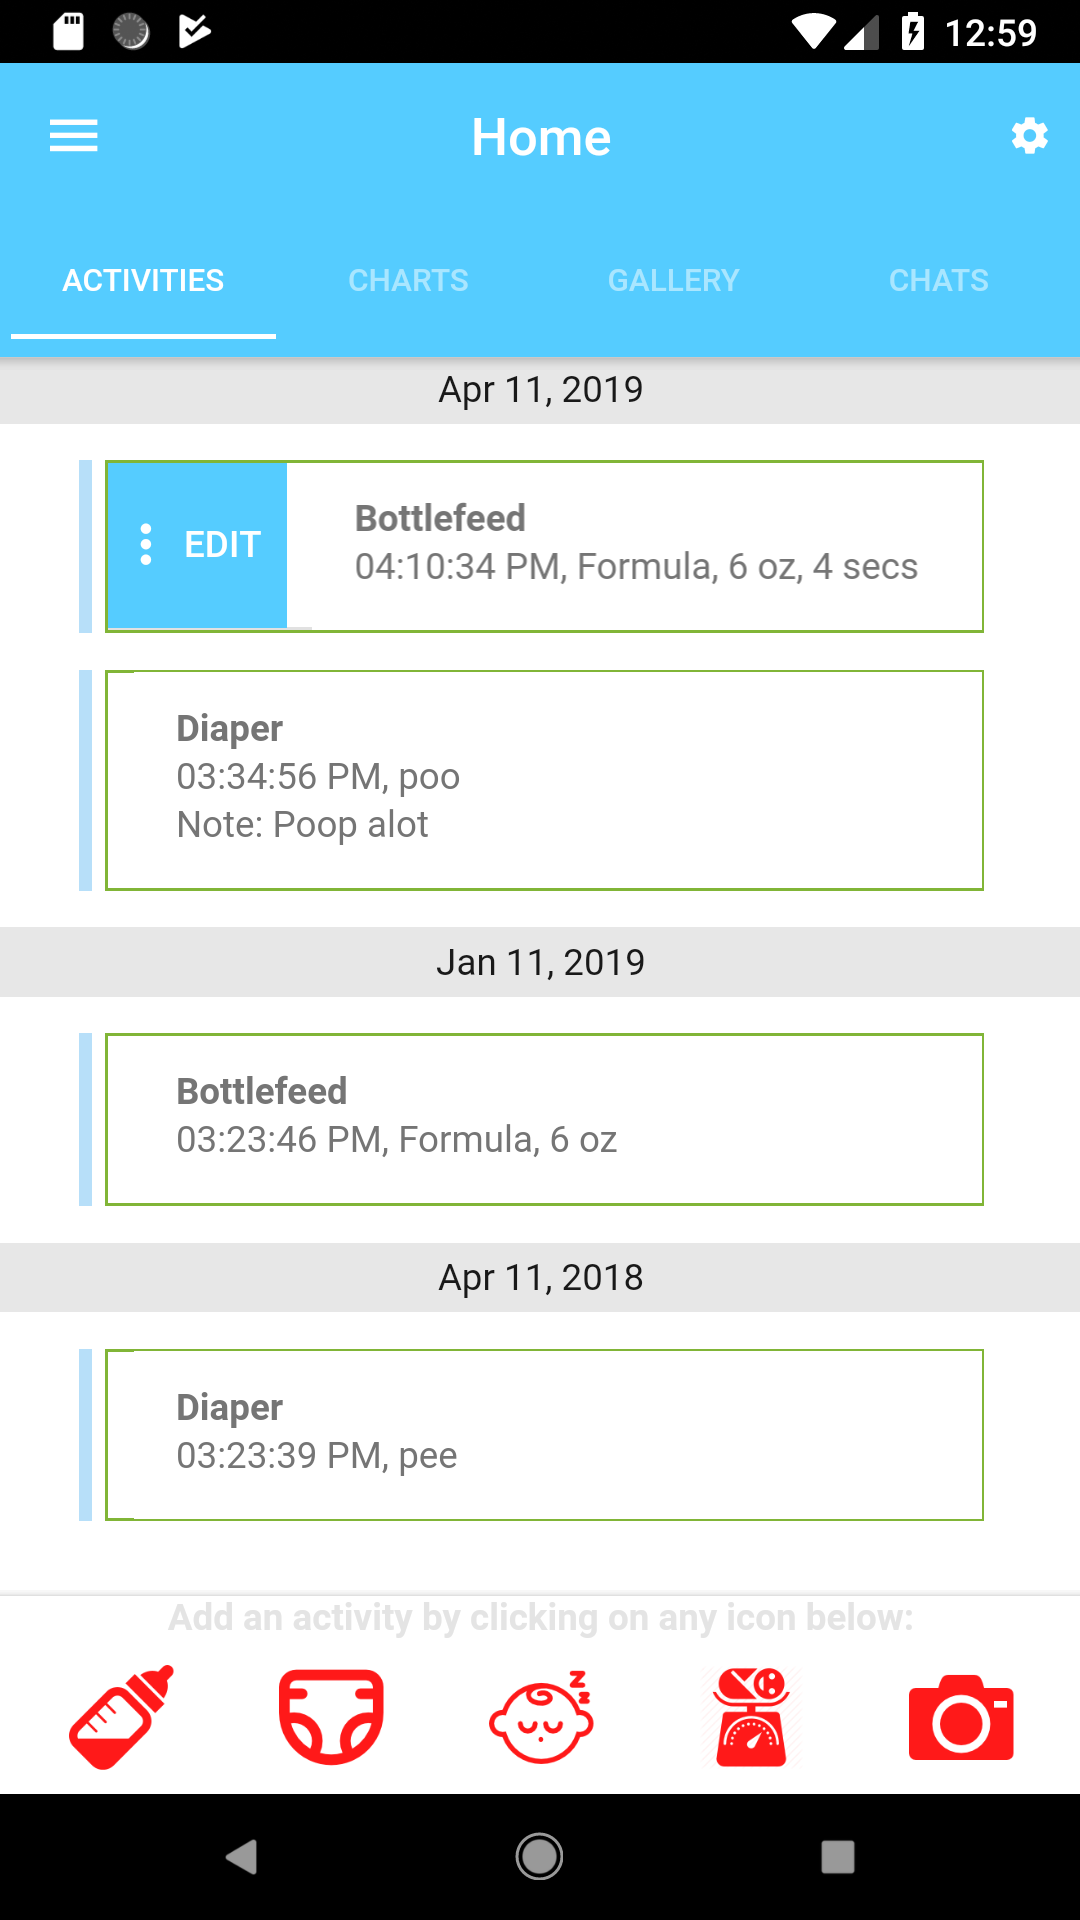 12:59
Home
ACTIVITIES CHARTS GALLERY CHATS
Apr 11, 2019
EDIT
Bottlefeed
04:10:34 PM, Formula, 6 oz, 4 secs
Diaper
03:34:56 PM, poo
Note: Poop alot
Jan 11, 2019
Bottlefeed
03:23:46 PM, Formula, 6 oz
Apr 11, 2018
Diaper
03:23:39 PM, pee
Add an activity by clicking on any icon below:
z
z